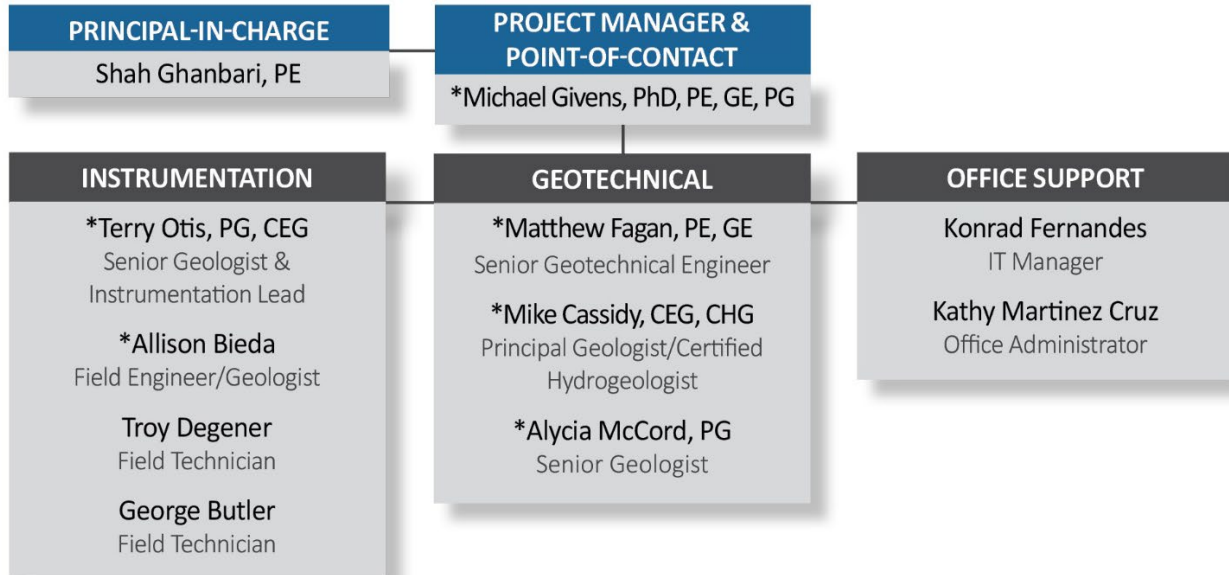 PRINCIPAL-IN-CHARGE
Shah Ghanbari, PE
PROJECT MANAGER &
POINT-OF-CONTACT
*Michael Givens, PhD, PE, GE, PG
INSTRUMENTATION
*Terry Otis, PG, CEG
Senior Geologist &
Instrumentation Lead
*Allison Bieda
Field Engineer/Geologist
Troy Degener
Field Technician
George Butler
Field Technician
GEOTECHNICAL
*Matthew Fagan, PE, GE
Senior Geotechnical Engineer
*Mike Cassidy, CEG, CHG
Principal Geologist/Certified
Hydrogeologist
*Alycia McCord, PG
Senior Geologist
OFFICE SUPPORT
Konrad Fernandes
IT Manager
Kathy Martinez Cruz
Office Administrator